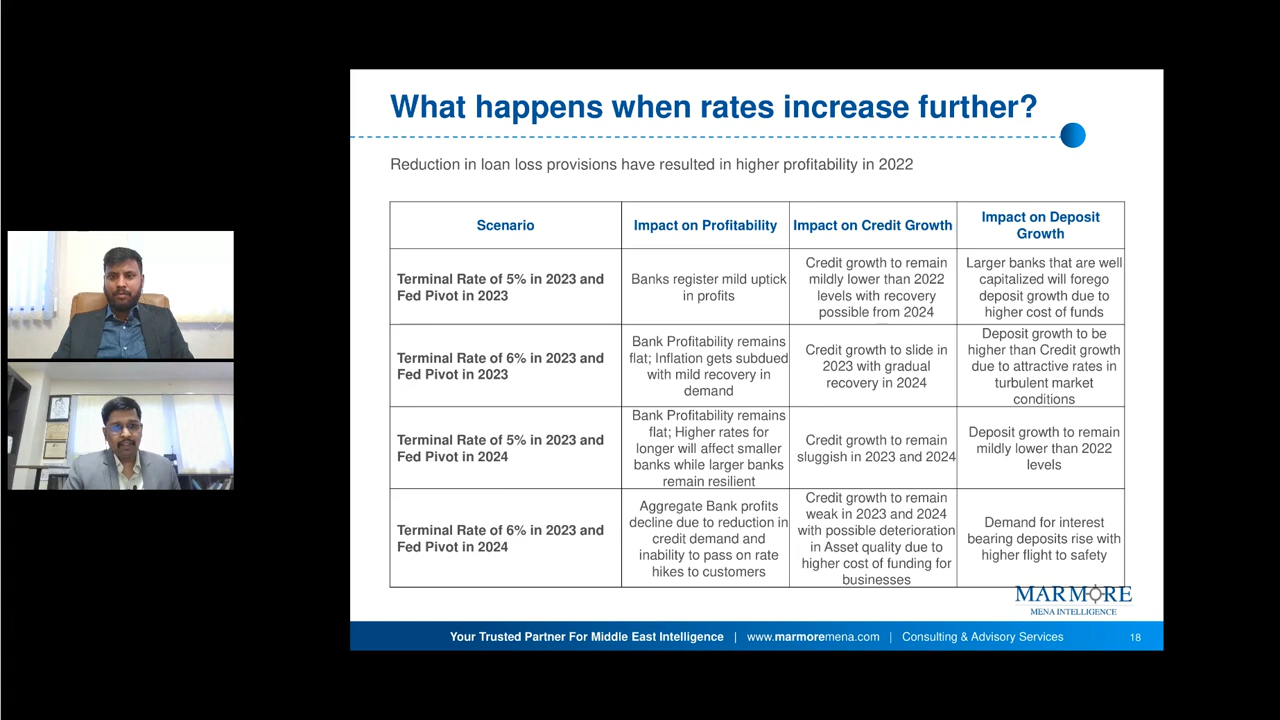 What happens when rates increase further?
Reduction in loan loss provisions have resulted in higher profitability in 2022
Scenario
Impact on Profitability
Impact on Credit Growth
Impact on Deposit
Growth
Terminal Rate of 5% in 2023 and
Fed Pivot in 2023
Banks register mild uptick
in profits
Credit growth to remain
mildly lower than 2022
levels with recovery
possible from 2024
Larger banks that are well
capitalized will forego
deposit growth due to
higher cost of funds
Terminal Rate of 6% in 2023 and
Fed Pivot in 2023
Bank Profitability remains
flat; Inflation gets subdued
with mild recovery in
demand
Credit growth to slide in
2023 with gradual
recovery in 2024
Deposit growth to be
higher than Credit growth
due to attractive rates in
turbulent market
conditions
Terminal Rate of 5% in 2023 and
Fed Pivot in 2024
Bank Profitability remains
flat; Higher rates for
longer will affect smaller
banks while larger banks
remain resilient
Credit growth to remain
sluggish in 2023 and 2024
Deposit growth to remain
mildly lower than 2022
levels
Terminal Rate of 6% in 2023 and
Fed Pivot in 2024
Aggregate Bank profits
decline due to reduction in
credit demand and
inability to pass on rate
hikes to customers
Credit growth to remain
weak in 2023 and 2024
with possible deterioration
in Asset quality due to
higher cost of funding for
businesses
Demand for interest
bearing deposits rise with
higher flight to safety
MARMORE
MENA INTELLIGENCE
Your Trusted Partner For Middle East Intelligence | www.marmoremena.com | Consulting & Advisory Services 18